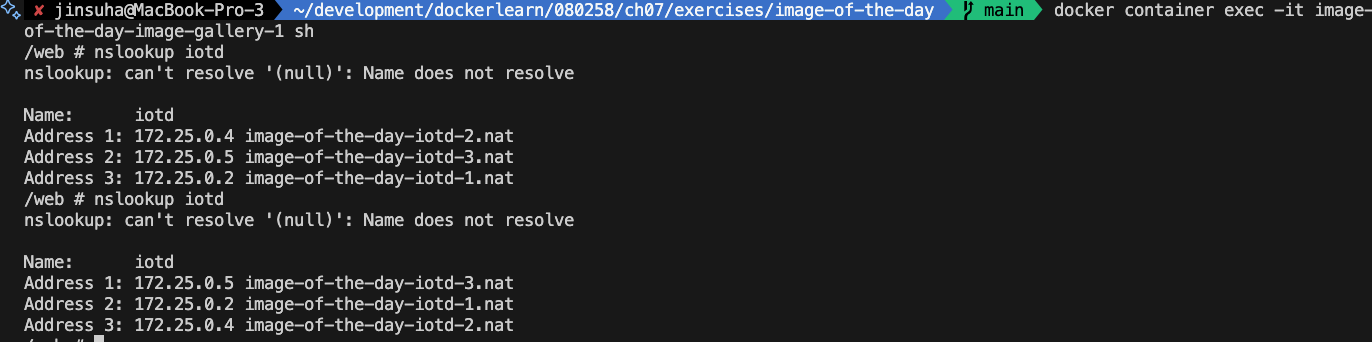 ✘ jinsuha@MacBook-Pro-3 ~/development/dockerlearn/080258/ch07/exercises/image-of-the-day main docker container exec -it image-
of-the-day-image-gallery-1 sh
/web # nslookup iotd
nslookup: can't resolve '(null)': Name does not resolve
Name: iotd
Address 1: 172.25.0.4 image-of-the-day-iotd-2.nat
Address 2: 172.25.0.5 image-of-the-day-iotd-3.nat
Address 3: 172.25.0.2 image-of-the-day-iotd-1.nat
/web # nslookup iotd
nslookup: can't resolve '(null)': Name does not resolve
Name: iotd
Address 1: 172.25.0.5 image-of-the-day-iotd-3.nat
Address 2: 172.25.0.2 image-of-the-day-iotd-1.nat
Address 3: 172.25.0.4 image-of-the-day-iotd-2.nat